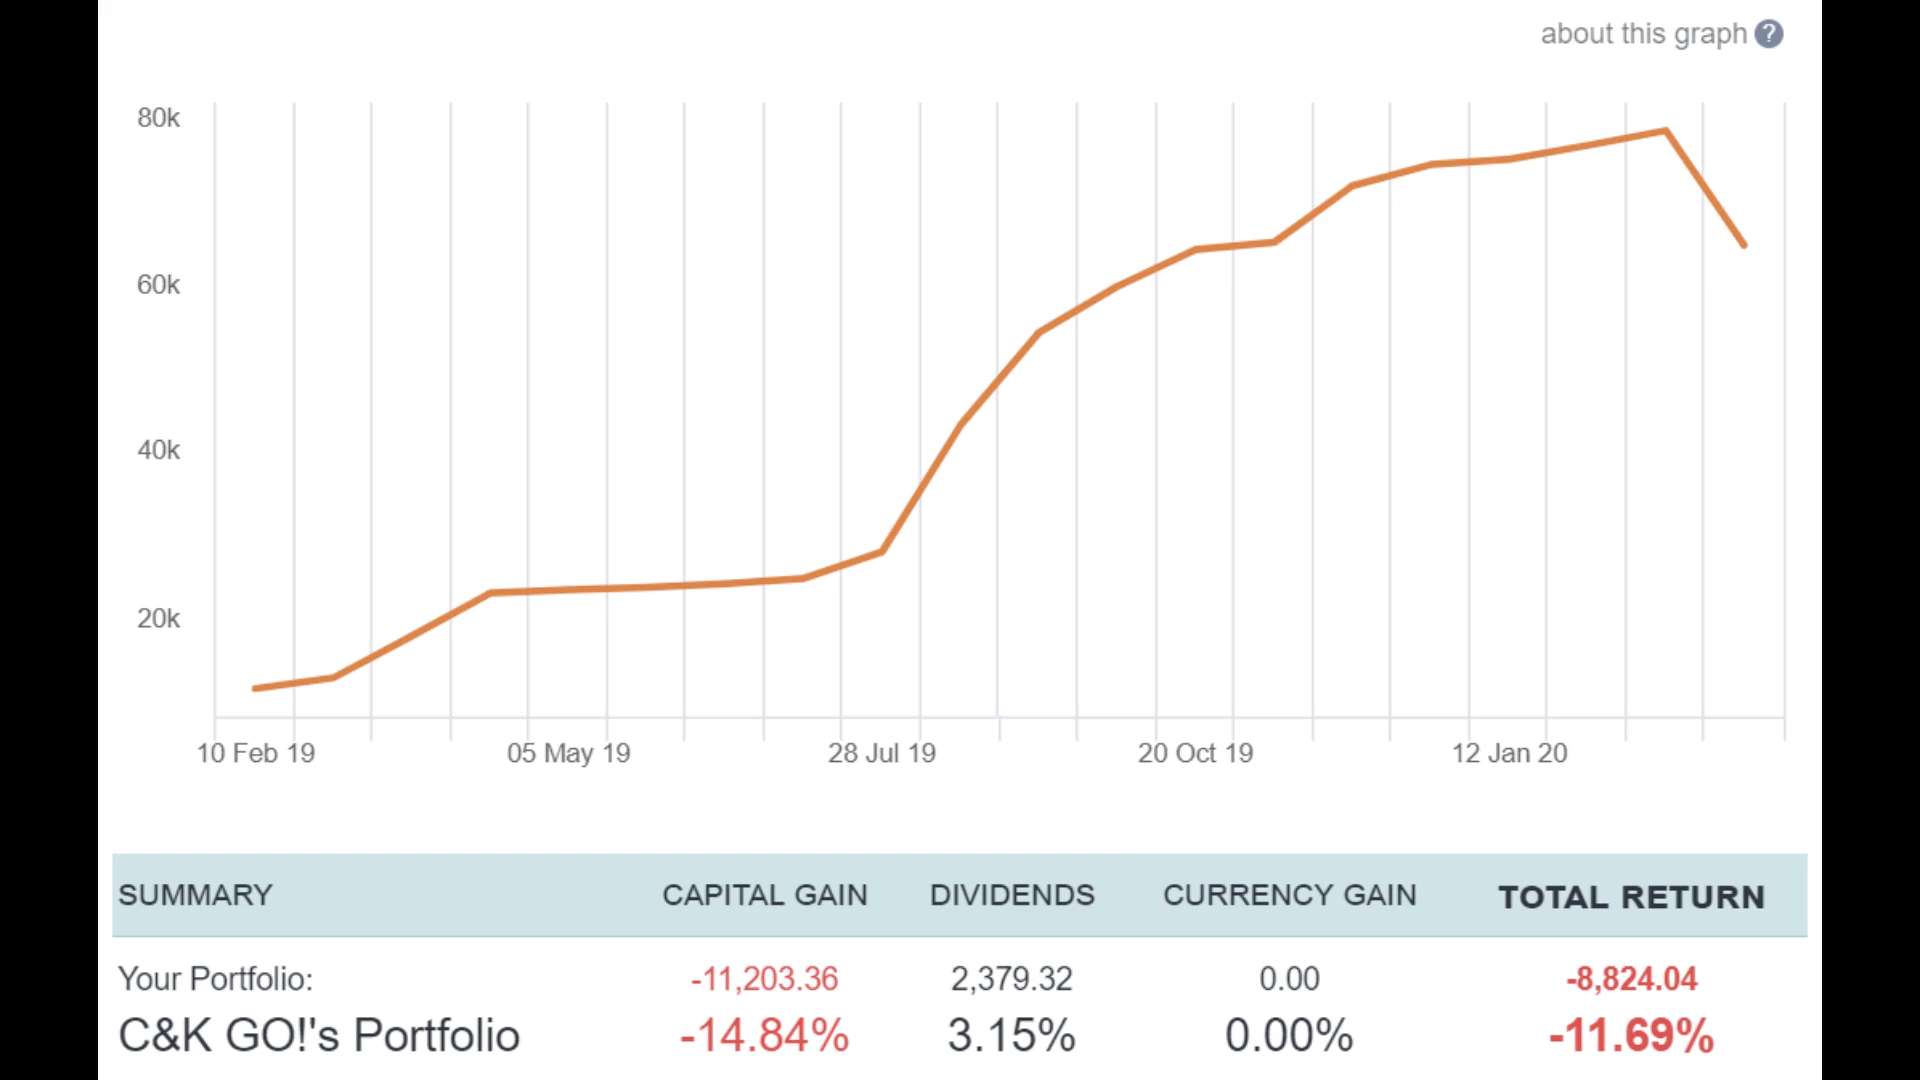 about this graph ?
80k
60k
40k
20k
10 Feb 19 05 May 19 28 Jul 19 20 Oct 19 12 Jan 20
SUMMARY CAPITAL GAIN DIVIDENDS CURRENCY GAIN TOTAL RETURN
Your Portfolio: -11,203.36 2,379.32 0.00 -8,824.04
C&K GO!'s Portfolio -14.84% 3.15% 0.00% -11.69%